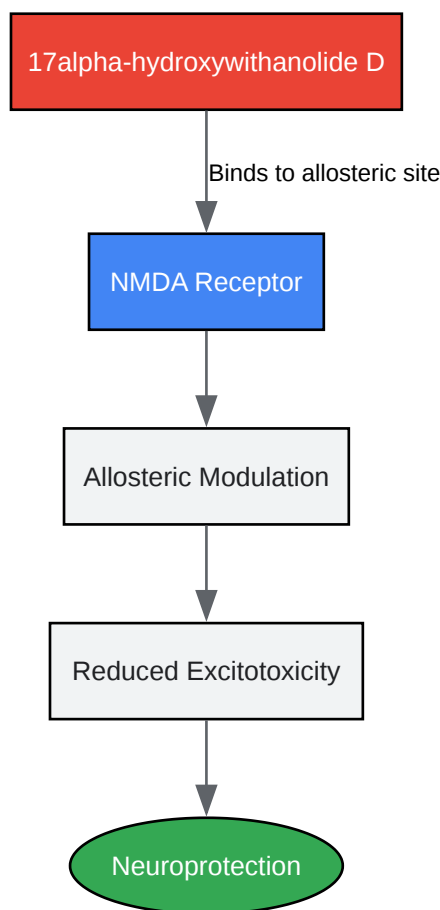 17alpha-hydroxywithanolide D
Binds to allosteric site
NMDA Receptor
Allosteric Modulation
Reduced Excitotoxicity
Neuroprotection